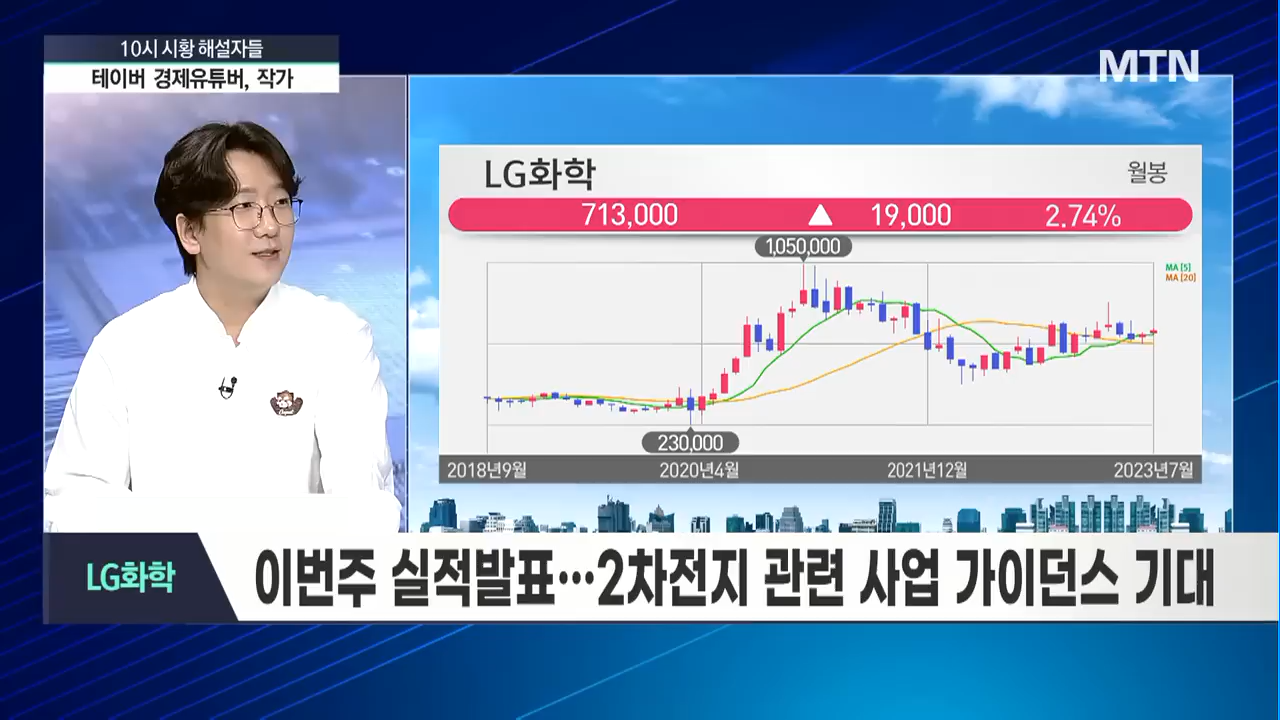 10시 시황 해설자들
테이버 경제유튜버, 작가
MTN
LG화학
월봉
713,000 ▲ 19,000 2.74%
1,050,000
MA [5]
MA [20]
230,000
2018년9월 2020년4월 2021년12월 2023년7월
LG화학
이번주 실적발표…2차전지 관련 사업 가이던스 기대